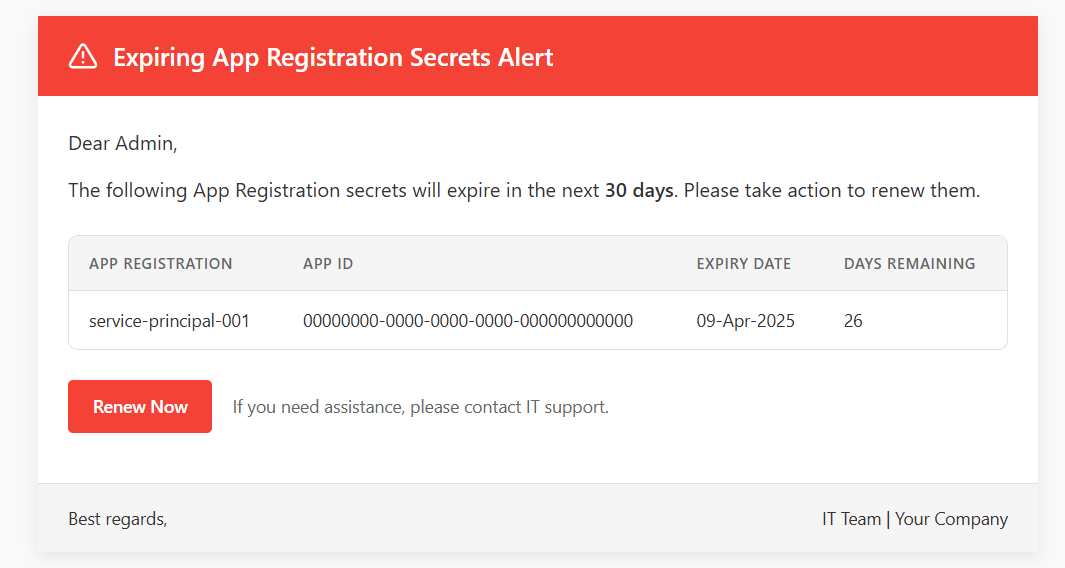 Expiring App Registration Secrets Alert
Dear Admin,
The following App Registration secrets will expire in the next 30 days. Please take action to renew them.
APP REGISTRATION APP ID EXPIRY DATE DAYS REMAINING
service-principal-001 00000000-0000-0000-0000-000000000000 09-Apr-2025 26
Renew Now If you need assistance, please contact IT support.
Best regards, IT Team | Your Company